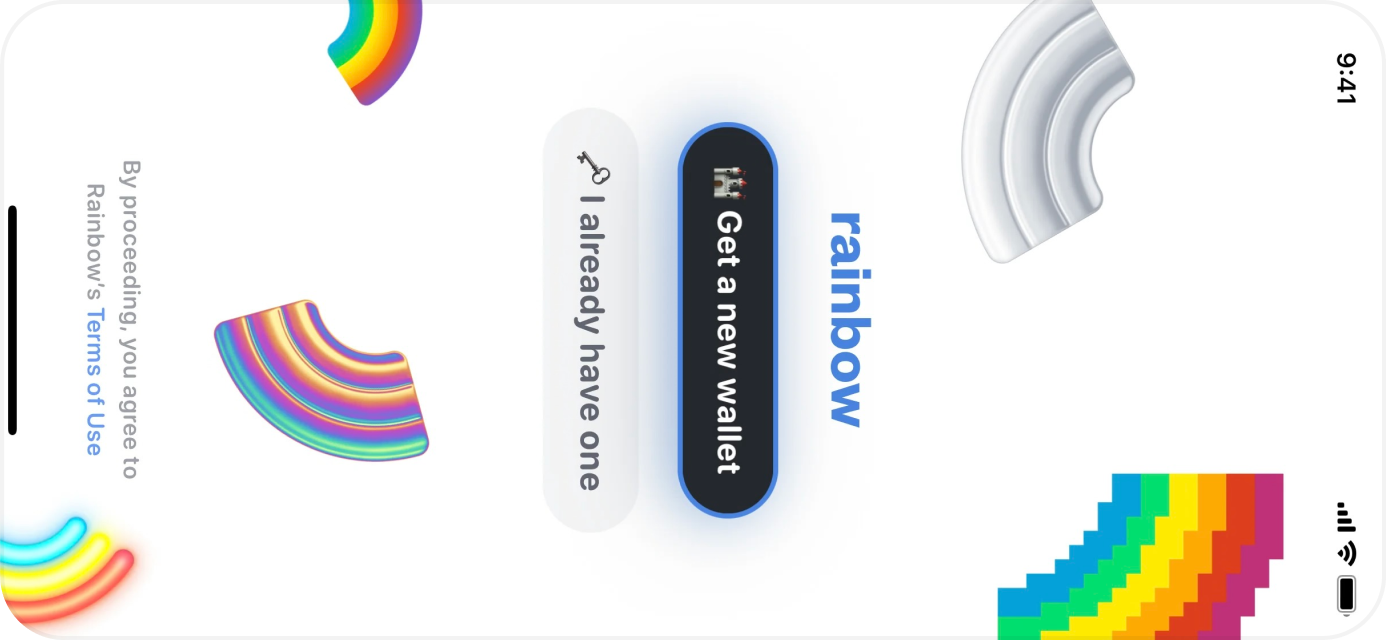 9:41
rainbow
Get a new wallet
I already have one
By proceeding, you agree to
Rainbow's Terms of Use